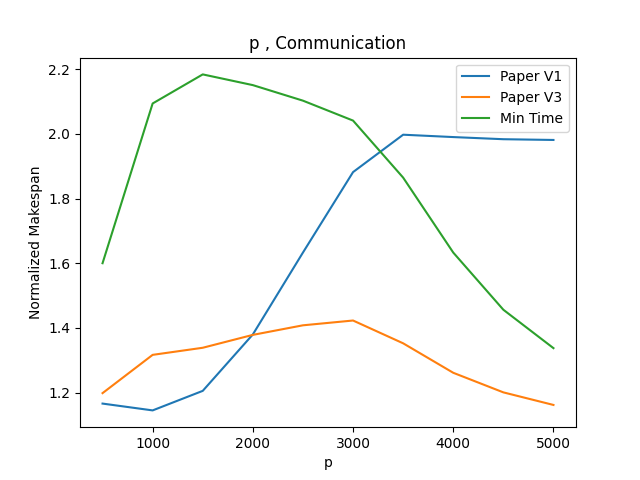 p , Communication
Paper V1
Paper V3
Min Time
Normalized Makespan
2.2
2.0
1.8
1.6
1.4
1.2
1000
2000
3000
4000
5000
p